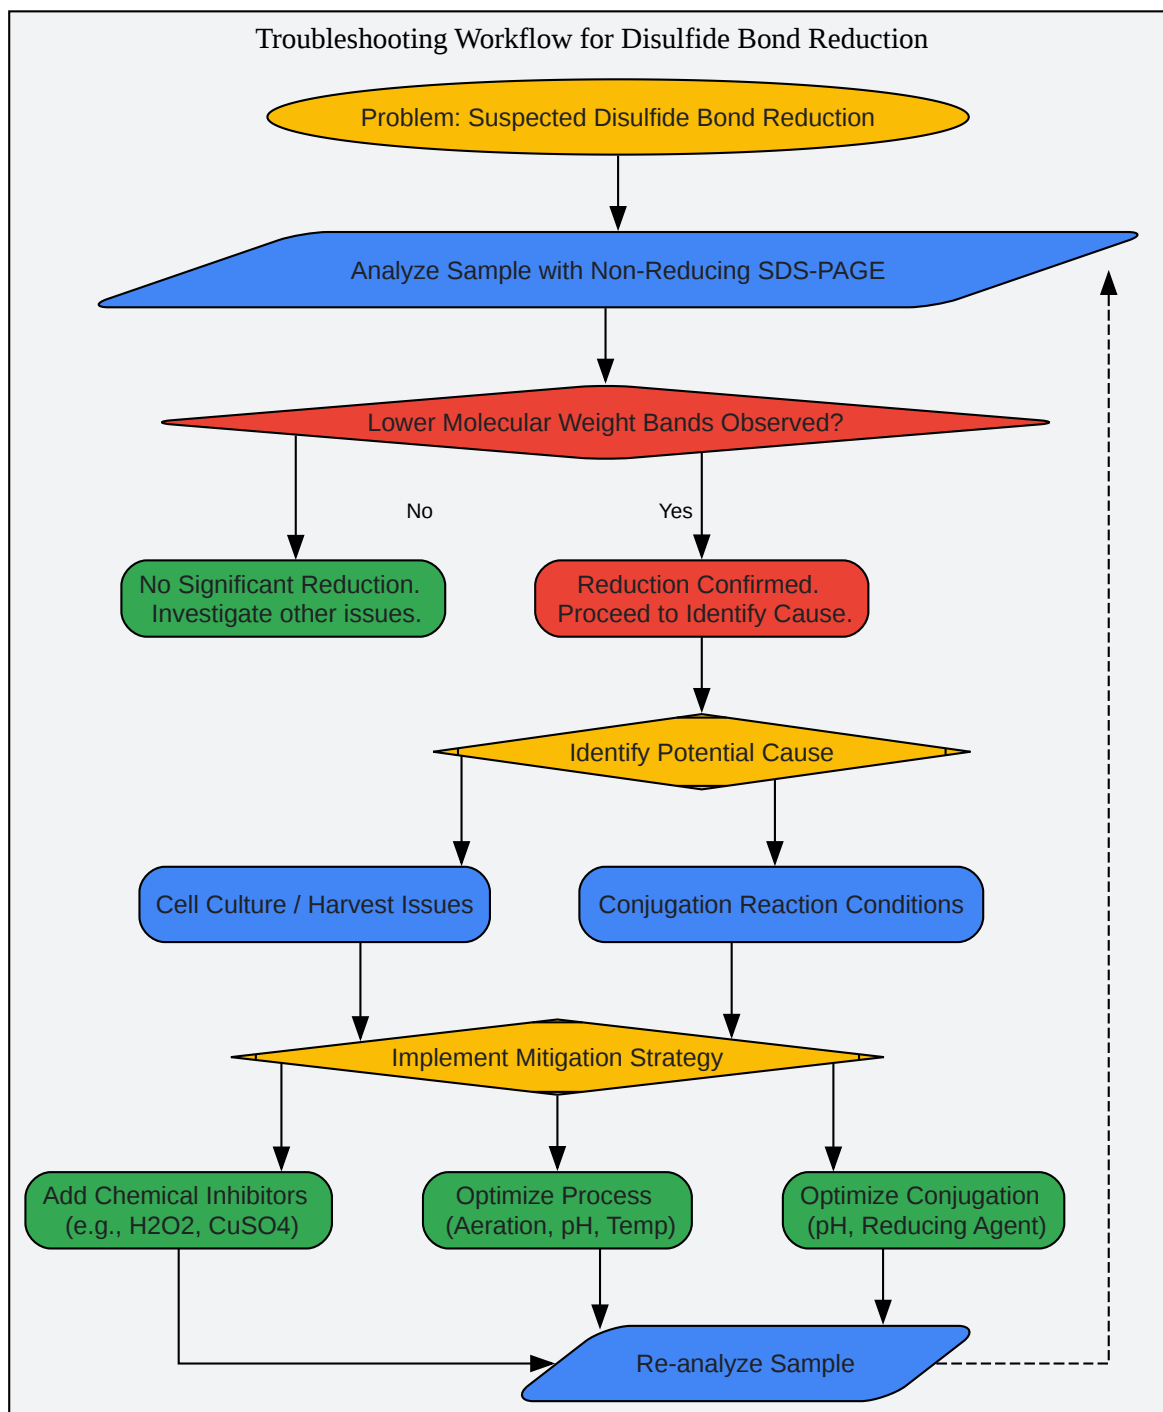 Troubleshooting Workflow for Disulfide Bond Reduction
Problem: Suspected Disulfide Bond Reduction
Analyze Sample with Non-Reducing SDS-PAGE
Lower Molecular Weight Bands Observed?
No
Yes
No Significant Reduction.
Investigate other issues.
Reduction Confirmed.
Proceed to Identify Cause.
Identify Potential Cause
Cell Culture / Harvest Issues
Conjugation Reaction Conditions
Implement Mitigation Strategy
Add Chemical Inhibitors
(e.g., H2O2, CuSO4)
Optimize Process
(Aeration, pH, Temp)
Optimize Conjugation
(pH, Reducing Agent)
Re-analyze Sample